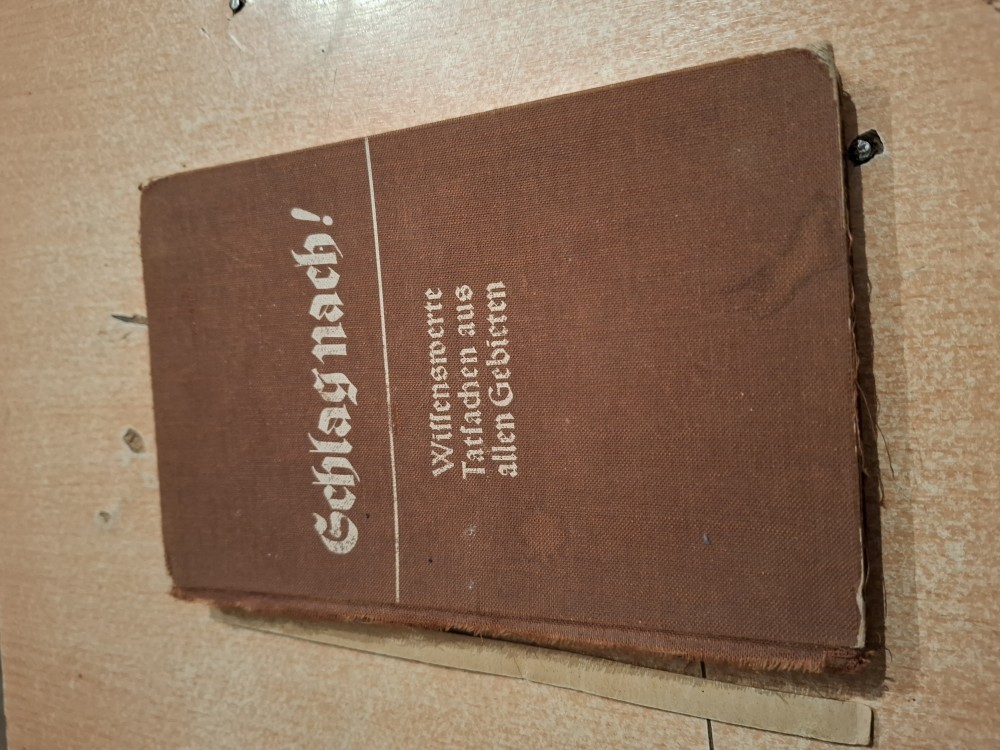 Schlag nach!
Wissenswerte
Tatsachen aus
allen Gebieten